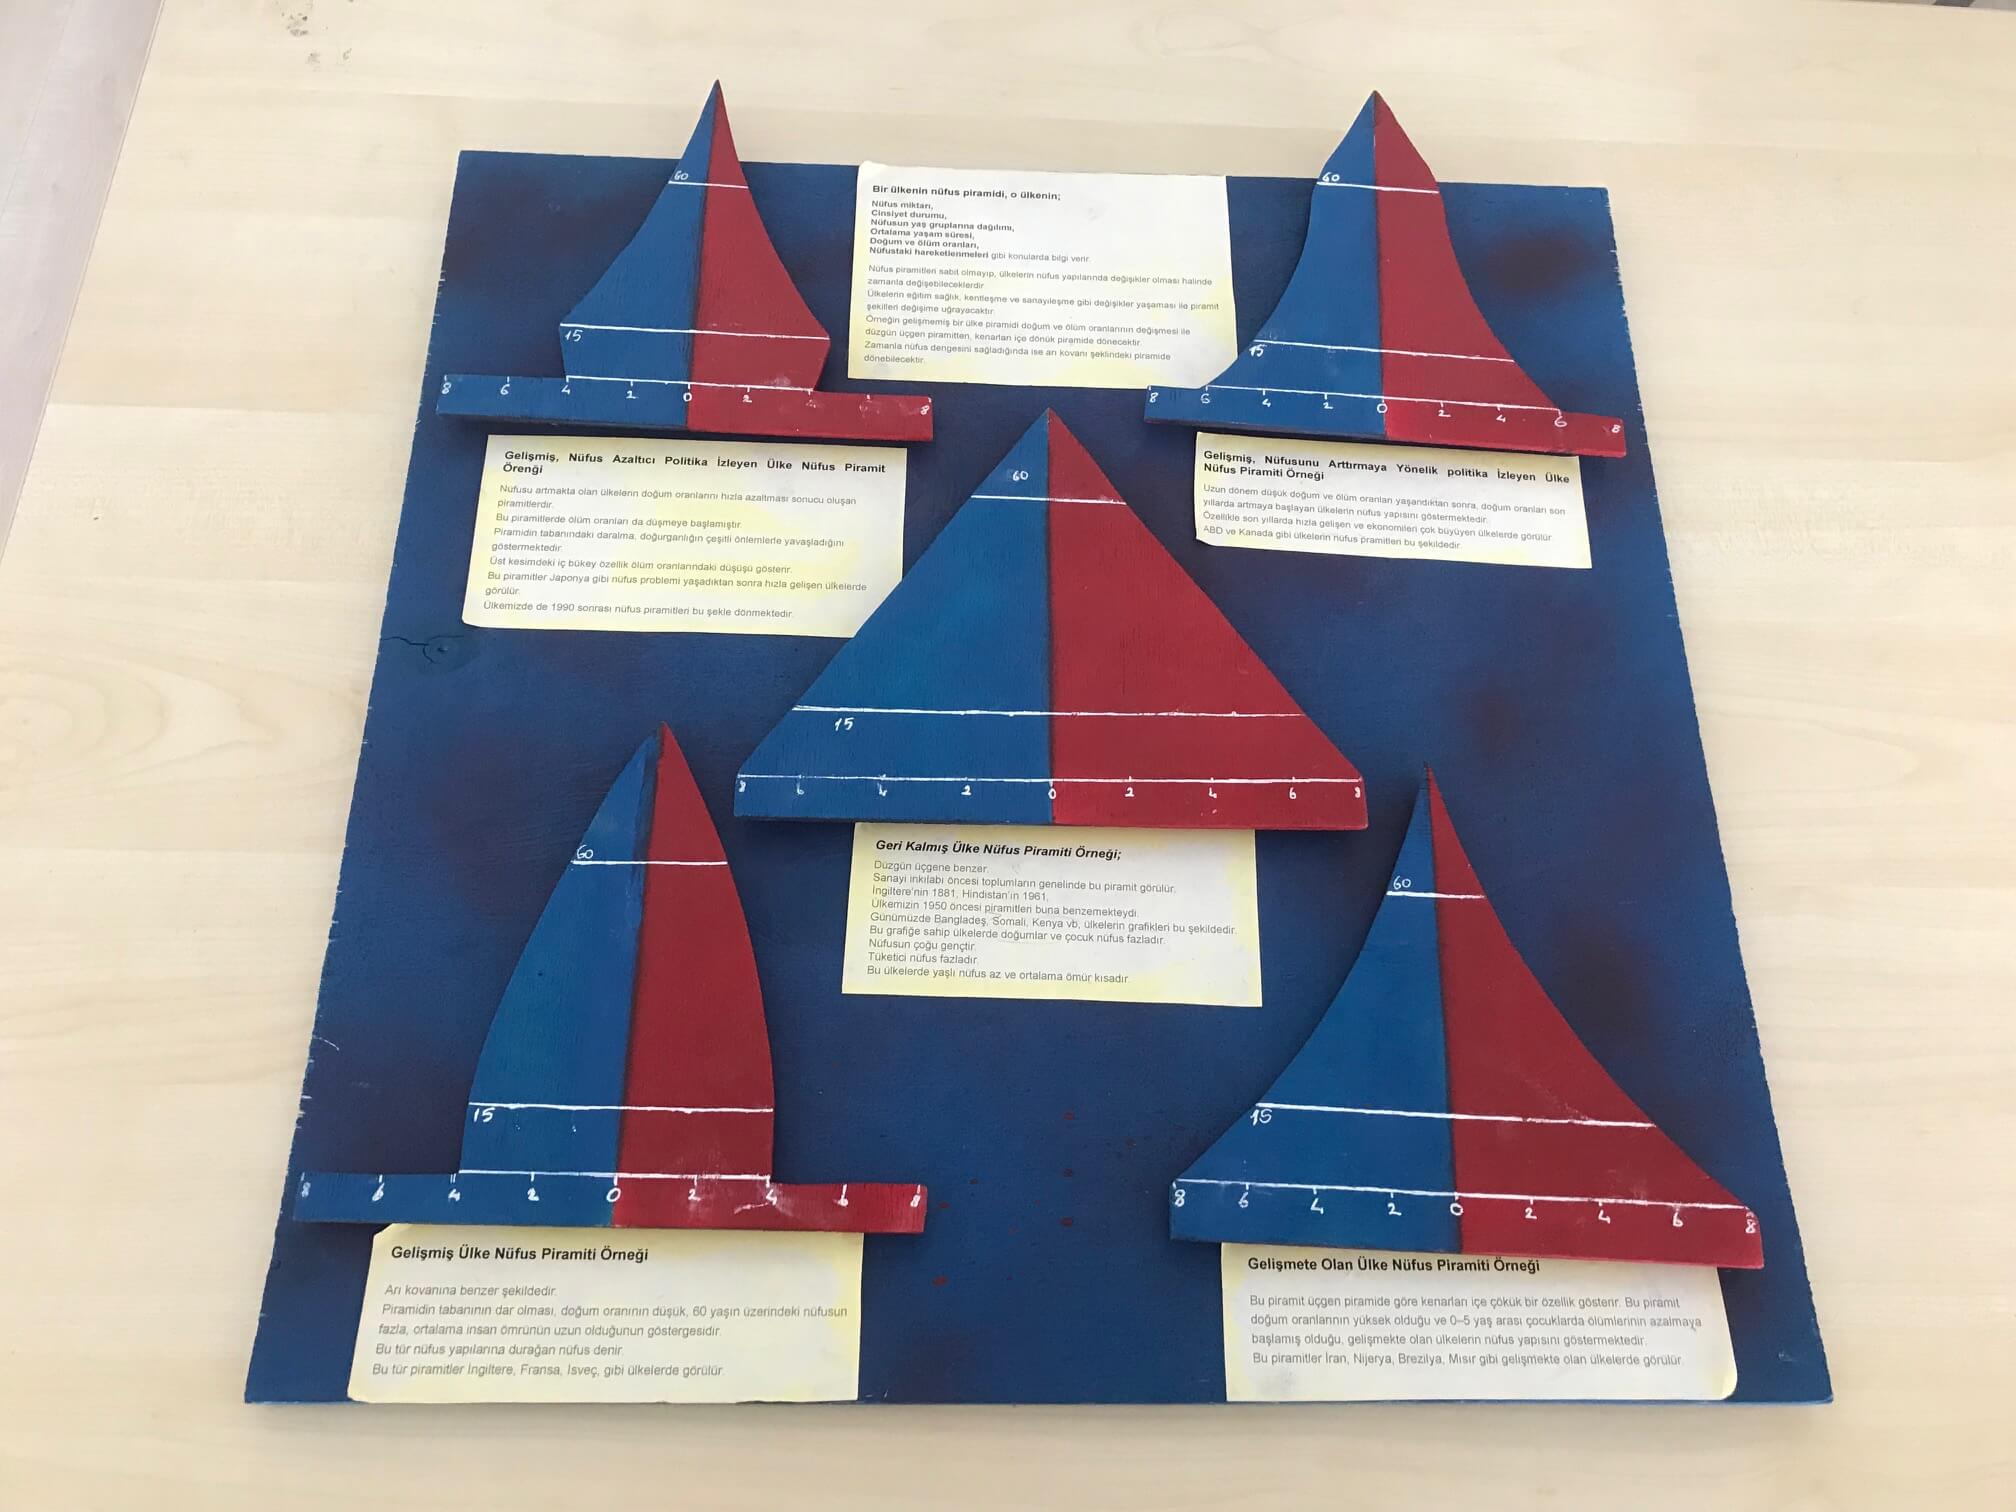 60
15
8 6 4 2 0 2 4 6 8
Bir ülkenin nüfus piramidi, o ülkenin;
Nüfus miktarı,
Cinsiyet durumu,
Nüfusun yaş gruplarına dağılımı,
Ortalama yaşam süresi,
Doğum ve ölüm oranları,
Nüfustaki hareketlenmeleri gibi konularda bilgi verir.
Nüfus piramitleri sabit olmayıp, ülkelerin nüfus yapılarında değişikler olması halinde
zamanla değişebileceklerdir.
Ülkelerin eğitim sağlık, kentleşme ve sanayileşme gibi değişikler yaşaması ile piramit
şekilleri değişime uğrayacaktır.
Örneğin gelişmemiş bir ülke piramidi doğum ve ölüm oranlarının değişmesi ile
düzgün üçgen piramitten, kenarları içe dönük piramide dönecektir.
Zamanla nüfus dengesini sağladığında ise arı kovanı şeklindeki piramide
dönebilecektir.
60
15
8 6 4 2 0 2 4 6 8
Gelişmiş, Nüfus Azaltıcı Politika İzleyen Ülke Nüfus Piramit
Örenği
Nüfusu artmakta olan ülkelerin doğum oranlarını hızla azaltması sonucu oluşan
piramitlerdir.
Bu piramitlerde ölüm oranları da düşmeye başlamıştır.
Piramidin tabanındaki daralma, doğurganlığın çeşitli önlemlerle yavaşladığını
göstermektedir.
Üst kesimdeki iç bükey özellik ölüm oranlarındaki düşüşü gösterir.
Bu piramitler Japonya gibi nüfus problemi yaşadıktan sonra hızla gelişen ülkelerde
görülür.
Ülkemizde de 1990 sonrası nüfus piramitleri bu şekle dönmektedir.
Gelişmiş, Nüfusunu Arttırmaya Yönelik politika İzleyen Ülke
Nüfus Piramiti Örneği
Uzun dönem düşük doğum ve ölüm oranları yaşandıktan sonra, doğum oranları son
yıllarda artmaya başlayan ülkelerin nüfus yapısını göstermektedir.
Özellikle son yıllarda hızla gelişen ve ekonomileri çok büyüyen ülkelerde görülür.
ABD ve Kanada gibi ülkelerin nüfus pramitleri bu şekildedir.
60
15
8 6 4 2 0 2 4 6 8
Geri Kalmış Ülke Nüfus Piramiti Örneği;
Düzgün üçgene benzer.
Sanayi inkılabı öncesi toplumların genelinde bu piramit görülür.
İngiltere'nin 1881, Hindistan'ın 1961,
Ülkemizin 1950 öncesi piramitleri buna benzemekteydi.
Günümüzde Bangladeş, Somali, Kenya vb, ülkelerin grafikleri bu şekildedir.
Bu grafiğe sahip ülkelerde doğumlar ve çocuk nüfus fazladır.
Nüfusun çoğu gençtir.
Tüketici nüfus fazladır.
Bu ülkelerde yaşlı nüfus az ve ortalama ömür kısadır.
60
15
8 6 4 2 0 2 4 6 8
Gelişmiş Ülke Nüfus Piramiti Örneği
Arı kovanına benzer şekildedir.
Piramidin tabanının dar olması, doğum oranının düşük, 60 yaşın üzerindeki nüfusun
fazla, ortalama insan ömrünün uzun olduğunun göstergesidir.
Bu tür nüfus yapılarına durağan nüfus denir.
Bu tür piramitler İngiltere, Fransa, İsveç, gibi ülkelerde görülür.
60
15
8 6 4 2 0 2 4 6 8
Gelişmete Olan Ülke Nüfus Piramiti Örneği
Bu piramit üçgen piramide göre kenarları içe çökük bir özellik gösterir. Bu piramit
doğum oranlarının yüksek olduğu ve 0–5 yaş arası çocuklarda ölümlerinin azalmaya
başlamış olduğu, gelişmekte olan ülkelerin nüfus yapısını göstermektedir.
Bu piramitler İran, Nijerya, Brezilya, Mısır gibi gelişmekte olan ülkelerde görülür.